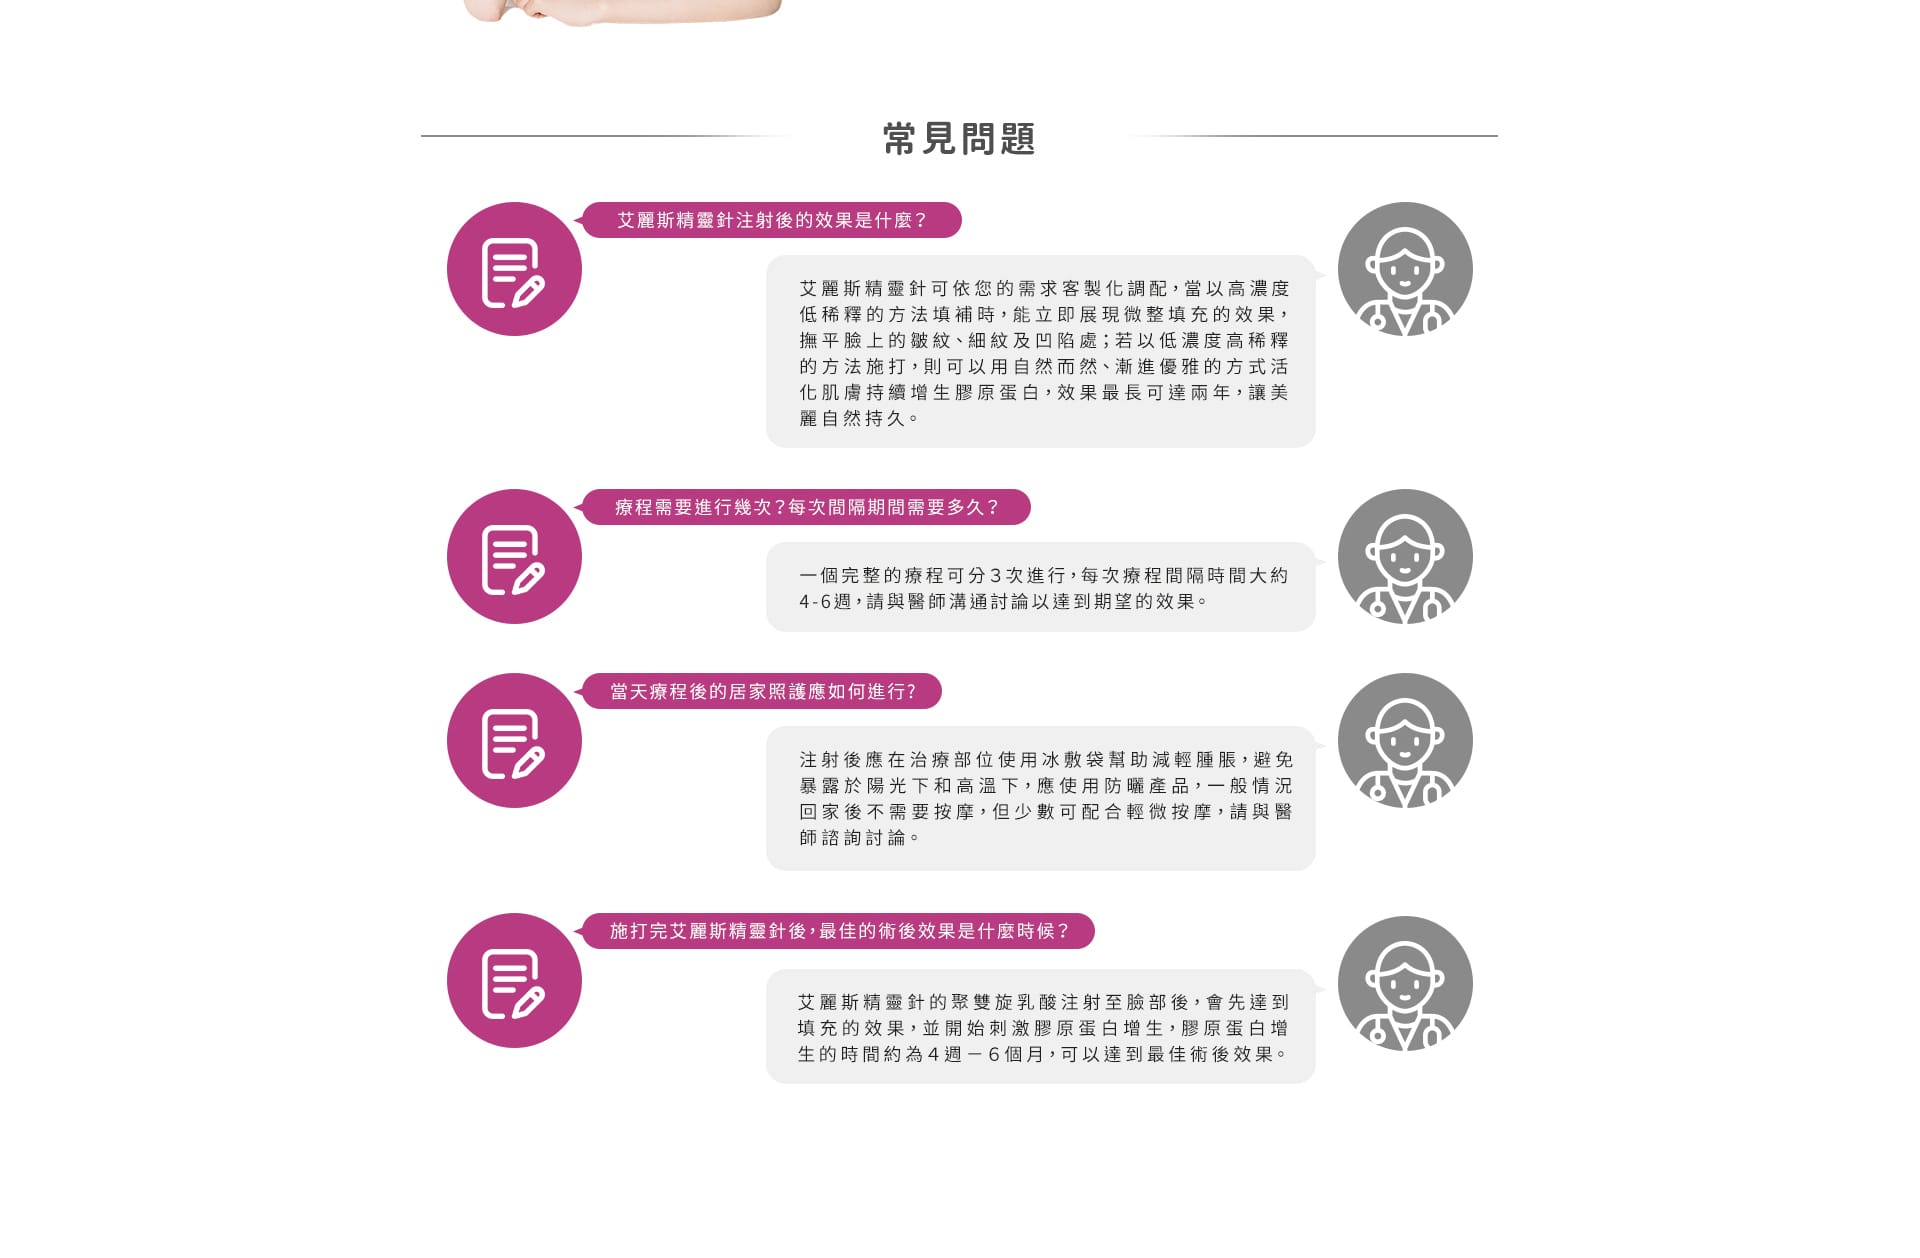 常見問題
艾麗斯精靈針注射後的效果是什麼?
艾麗斯精靈針可依您的需求客製化調配,當以高濃度
低稀釋的方法填補時,能立即展現微整填充的效果,
撫平臉上的皺紋、細紋及凹陷處;若以低濃度高稀釋
的方法施打,則可以用自然而然、漸進優雅的方式活
化肌膚持續增生膠原蛋白,效果最長可達兩年,讓美
麗自然持久。
療程需要進行幾次?每次間隔期間需要多久?
一個完整的療程可分3次進行,每次療程間隔時間大約
4-6週,請與醫師溝通討論以達到期望的效果。
當天療程後的居家照護應如何進行?
注射後應在治療部位使用冰敷袋幫助減輕腫脹,避免
暴露於陽光下和高溫下,應使用防曬產品,一般情況
回家後不需要按摩,但少數可配合輕微按摩,請與醫
師諮詢討論。
施打完艾麗斯精靈針後,最佳的術後效果是什麼時候?
艾麗斯精靈針的聚雙旋乳酸注射至臉部後,會先達到
填充的效果,並開始刺激膠原蛋白增生,膠原蛋白增
生的時間約為4週－6個月,可以達到最佳術後效果。